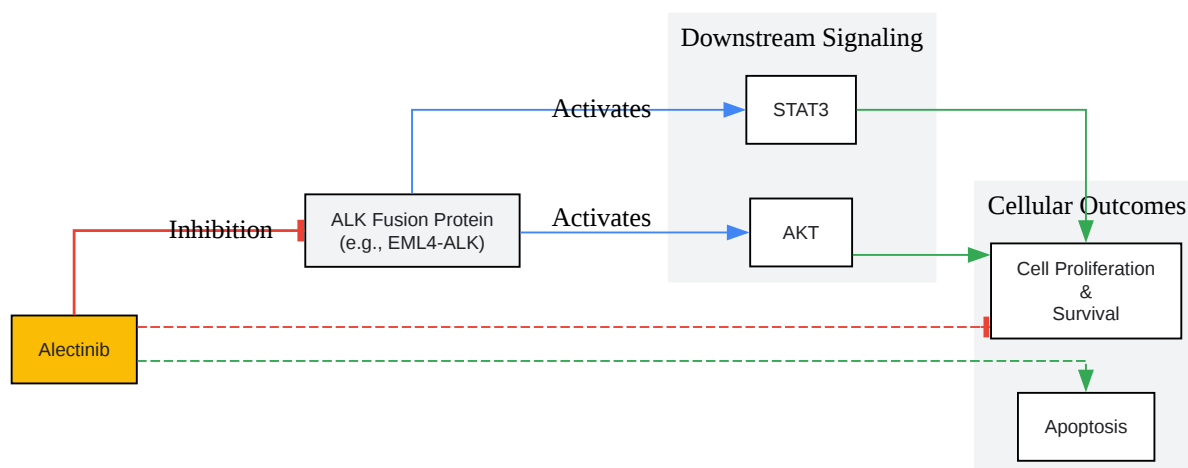 Downstream Signaling
Activates
STAT3
Cellular Outcomes
Inhibition
ALK Fusion Protein
(e.g., EML4-ALK)
Activates
AKT
Cell Proliferation
&
Survival
Alectinib
Apoptosis